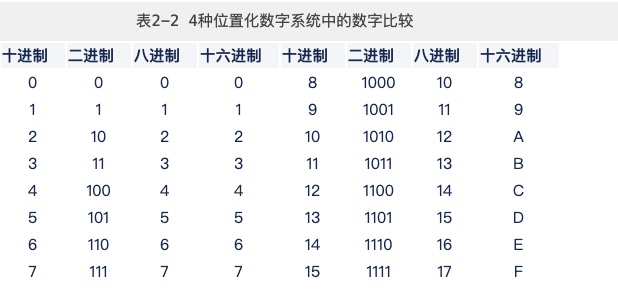 表2-2 4种位置化数字系统中的数字比较
十进制 二进制 八进制 十六进制 十进制 二进制 八进制 十六进制
0 0 0 0 8 1000 10 8
1 1 1 1 9 1001 11 9
2 10 2 2 10 1010 12 A
3 11 3 3 11 1011 13 B
4 100 4 4 12 1100 14 C
5 101 5 5 13 1101 15 D
6 110 6 6 14 1110 16 E
7 111 7 7 15 1111 17 F